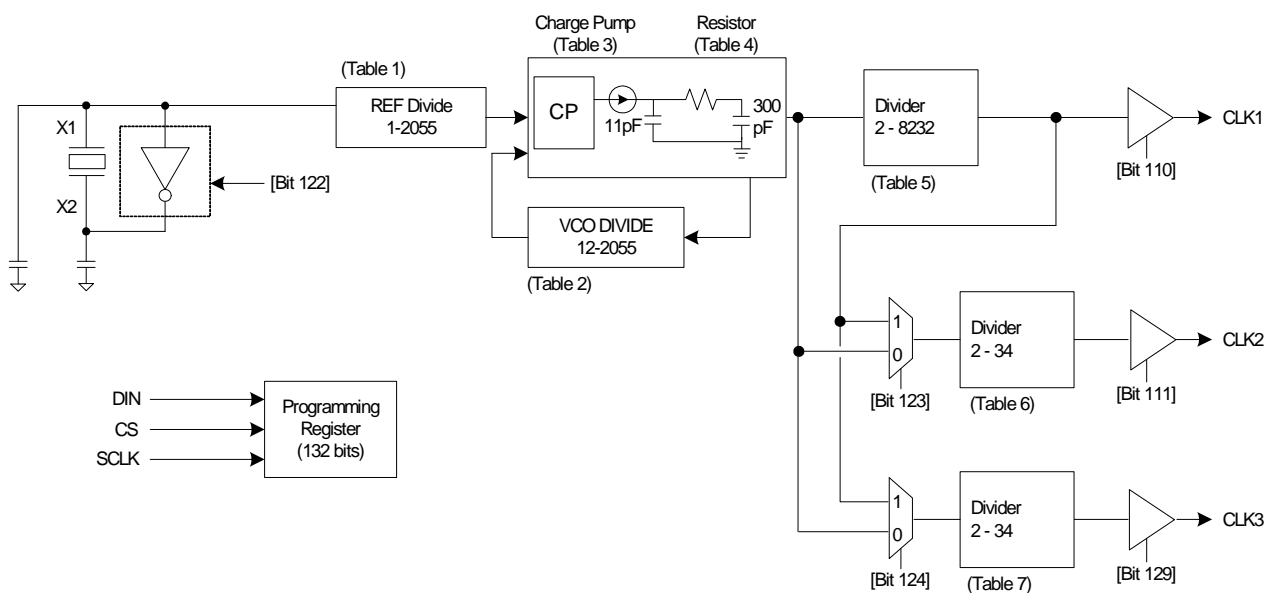 Charge Pump
(Table 3)
Resistor
(Table 4)
(Table 1)
REF Divide
1-2055
CP
11pF
300
pF
Divider
2 - 8232
(Table 5)
CLK1
[Bit 110]
X1
X2
[Bit 122]
VCO DIVIDE
12-2055
(Table 2)
1
0
[Bit 123]
Divider
2 - 34
(Table 6)
CLK2
[Bit 111]
DIN
CS
SCLK
Programming
Register
(132 bits)
1
0
[Bit 124]
Divider
2 - 34
(Table 7)
CLK3
[Bit 129]